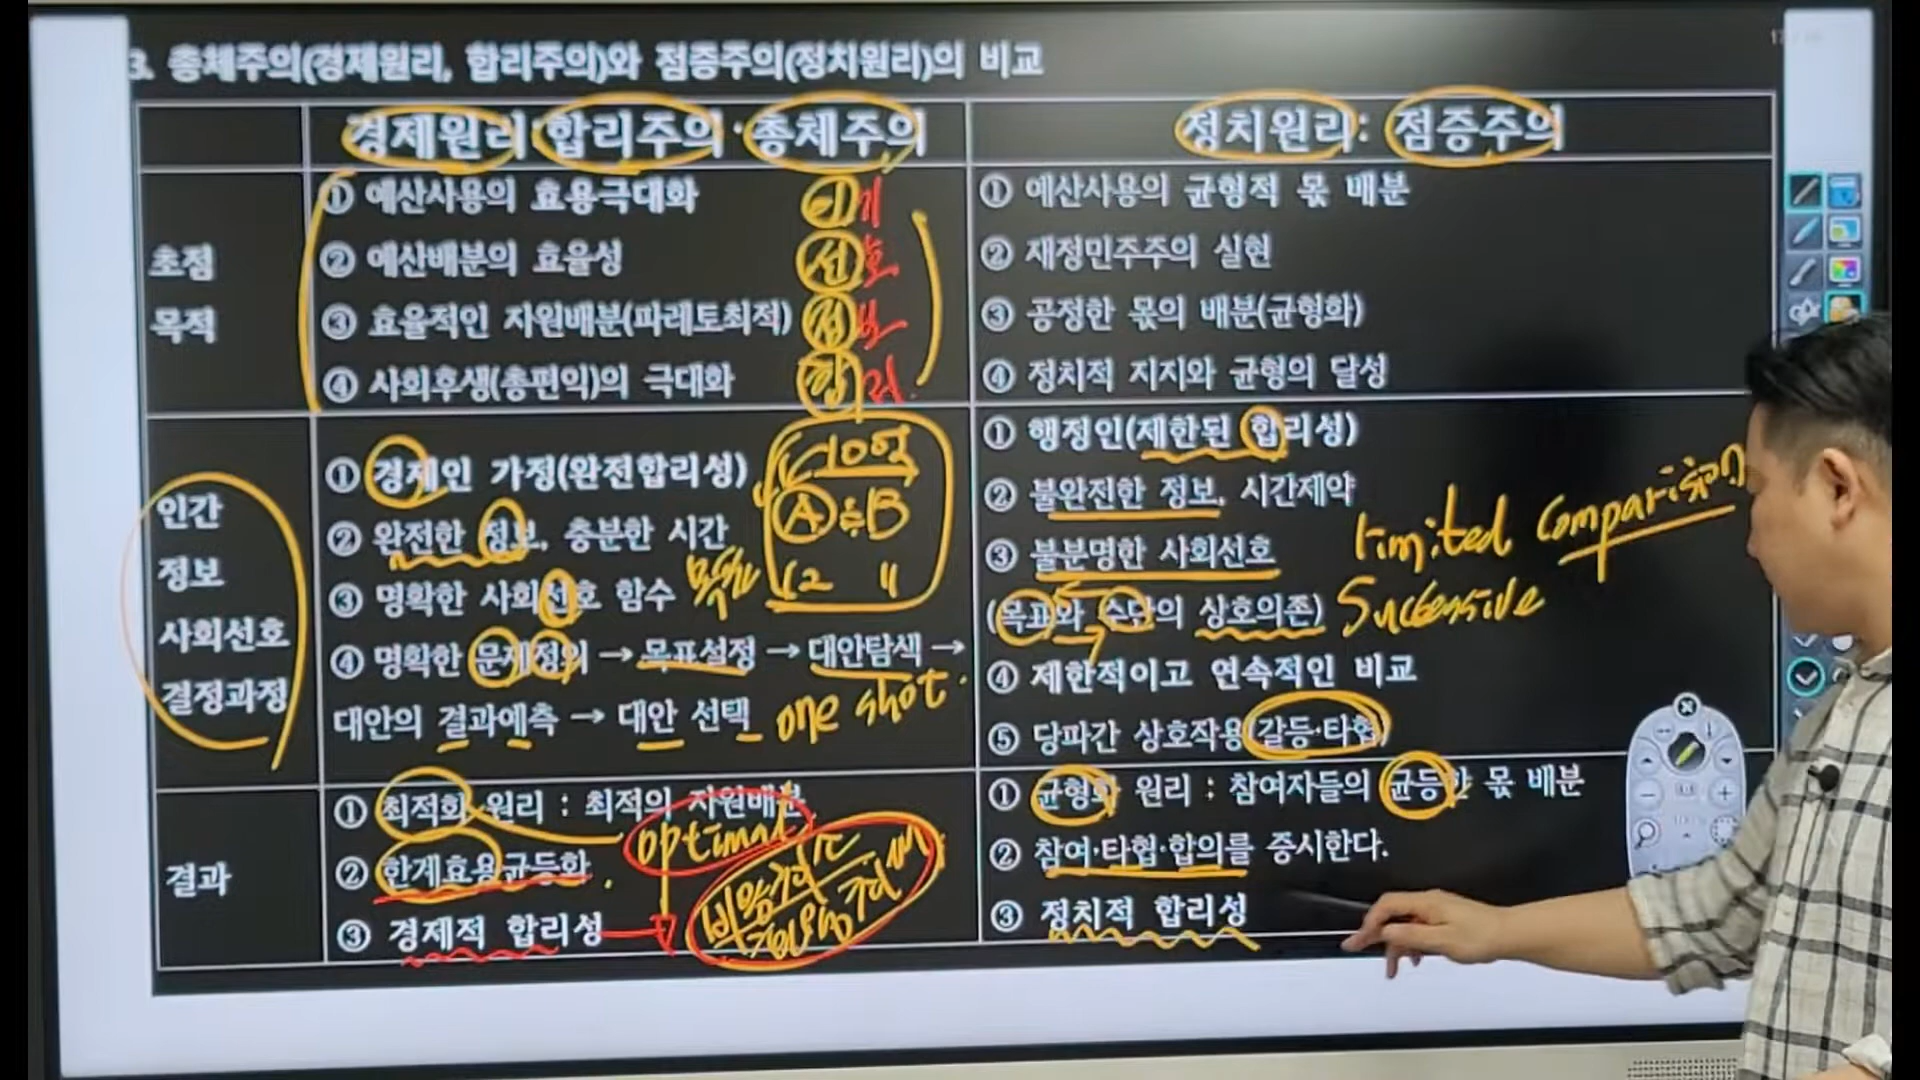 3. 총체주의(경제원리, 합리주의)와 점증주의(정치원리)의 비교
경제원리·합리주의·총체주의
정치원리: 점증주의
초점
목적
① 예산사용의 효용극대화
② 예산배분의 효율성
③ 효율적인 자원배분(파레토최적)
④ 사회후생(총편익)의 극대화
① 예산사용의 균형적 몫 배분
② 재정민주주의 실현
③ 공정한 몫의 배분(균형화)
④ 정치적 지지와 균형의 달성
인간
정보
사회선호
결정과정
① 경제인 가정(완전합리성)
② 완전한 정보, 충분한 시간
③ 명확한 사회선호 함수
④ 명확한 문제정의 → 목표설정 → 대안탐색 →
대안의 결과예측 → 대안 선택 one shot.
10억
A B
① 행정인(제한된 합리성)
② 불완전한 정보, 시간제약
③ 불분명한 사회선호
(목표와 수단의 상호의존)
④ 제한적이고 연속적인 비교
⑤ 당파간 상호작용(갈등·타협)
limited comparision
Successive
결과
① 최적화 원리 : 최적의 자원배분
② 한계효용균등화.
③ 경제적 합리성
optimal
① 균형화 원리 : 참여자들의 균등한 몫 배분
② 참여·타협·합의를 중시한다.
③ 정치적 합리성